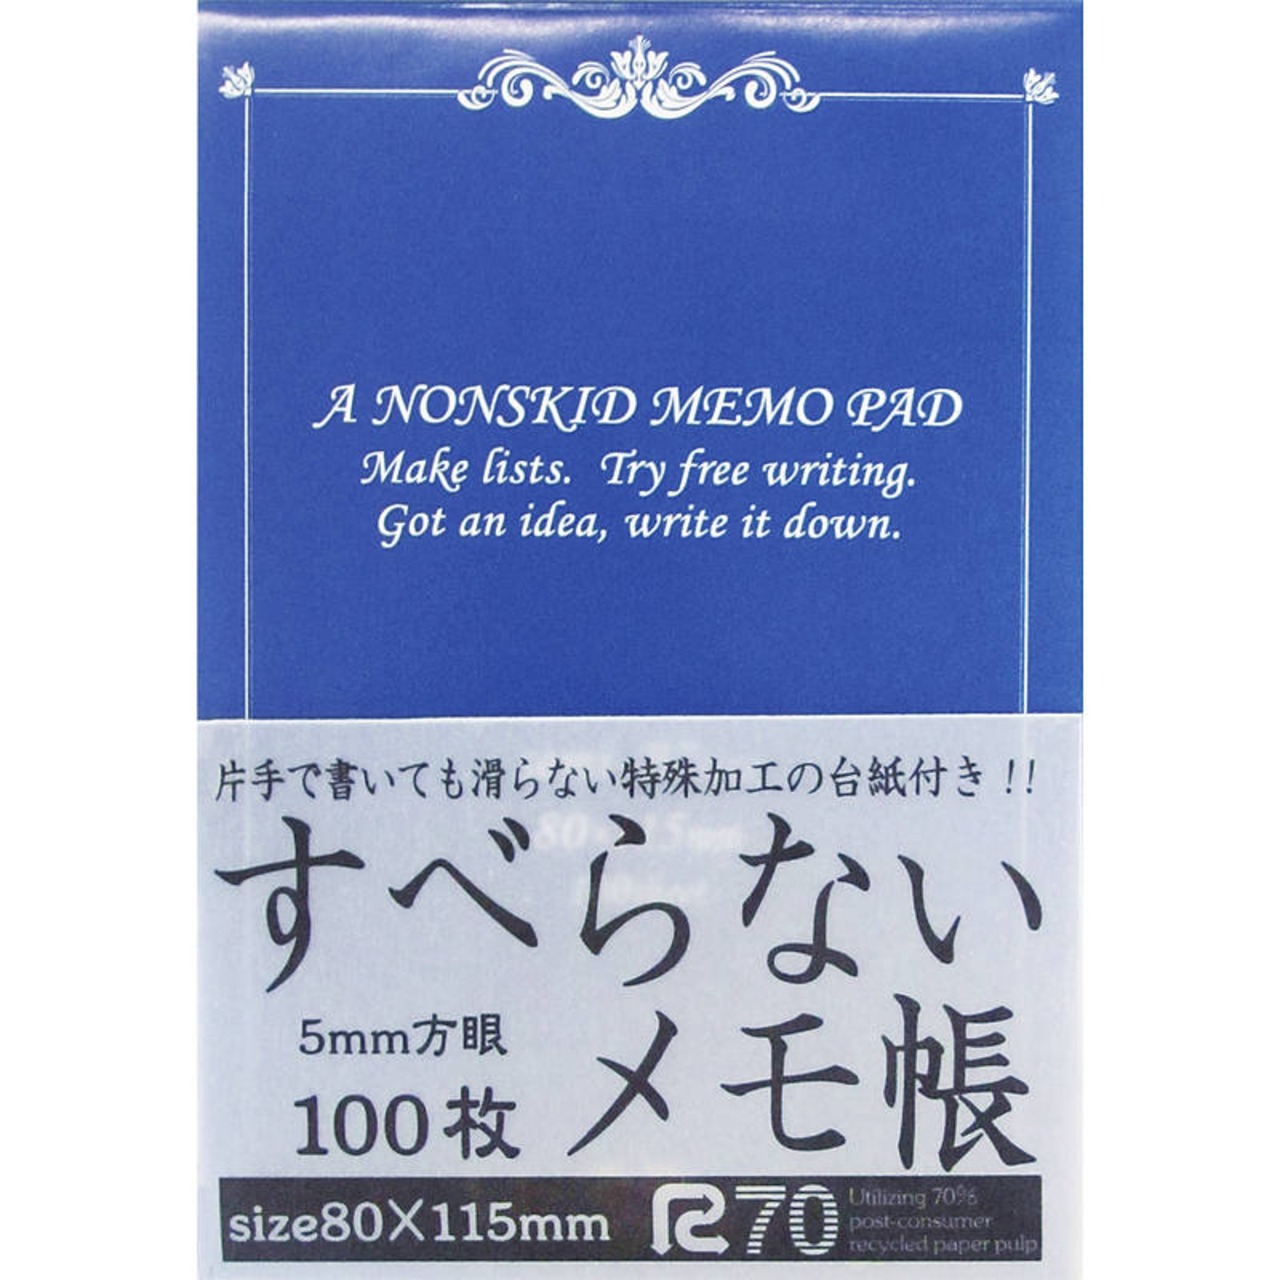 A NONSKID MEMO PAD
Make lists. Try free writing.
Got an idea, write it down.
片手で書いても滑らない特殊加工の台紙付き!!
すべらない
メモ帳
5mm方眼
100枚
size80×115mm
R70
Utilizing 70%
post-consumer
recycled paper pulp